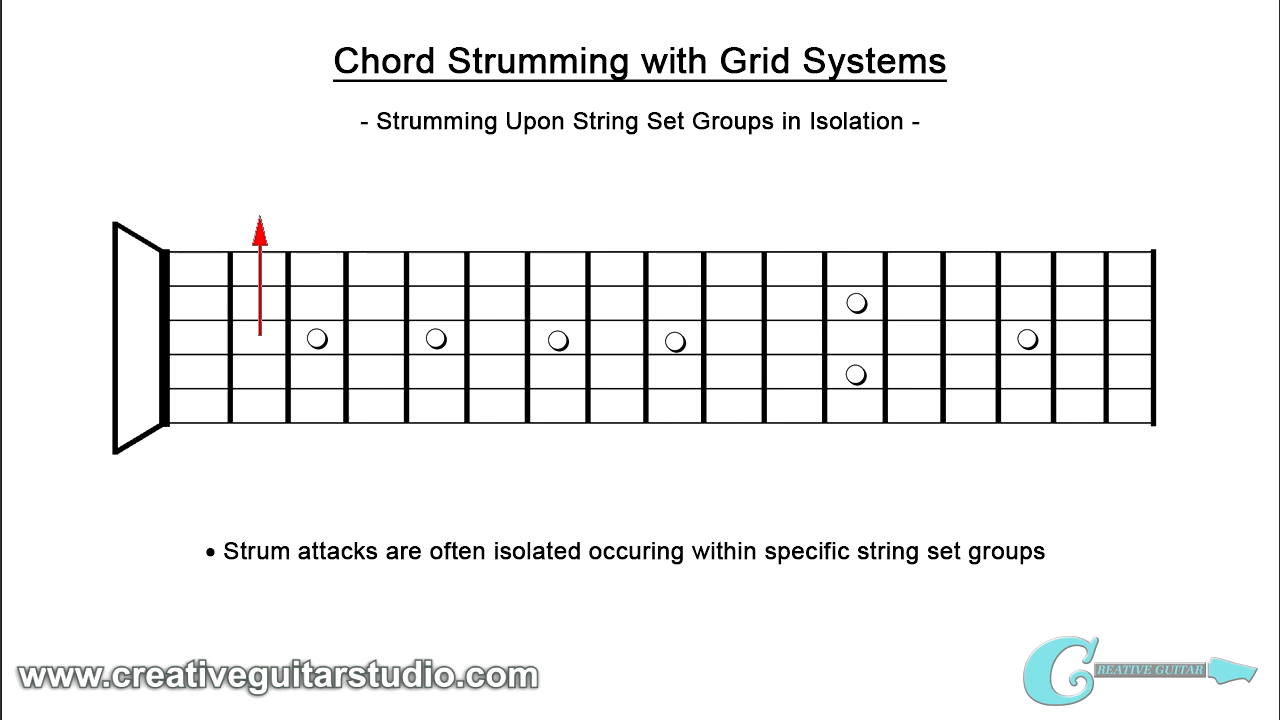 Chord Strumming with Grid Systems
- Strumming Upon String Set Groups in Isolation -
• Strum attacks are often isolated occuring within specific string set groups
www.creativeguitarstudio.com
CREATIVE GUITAR